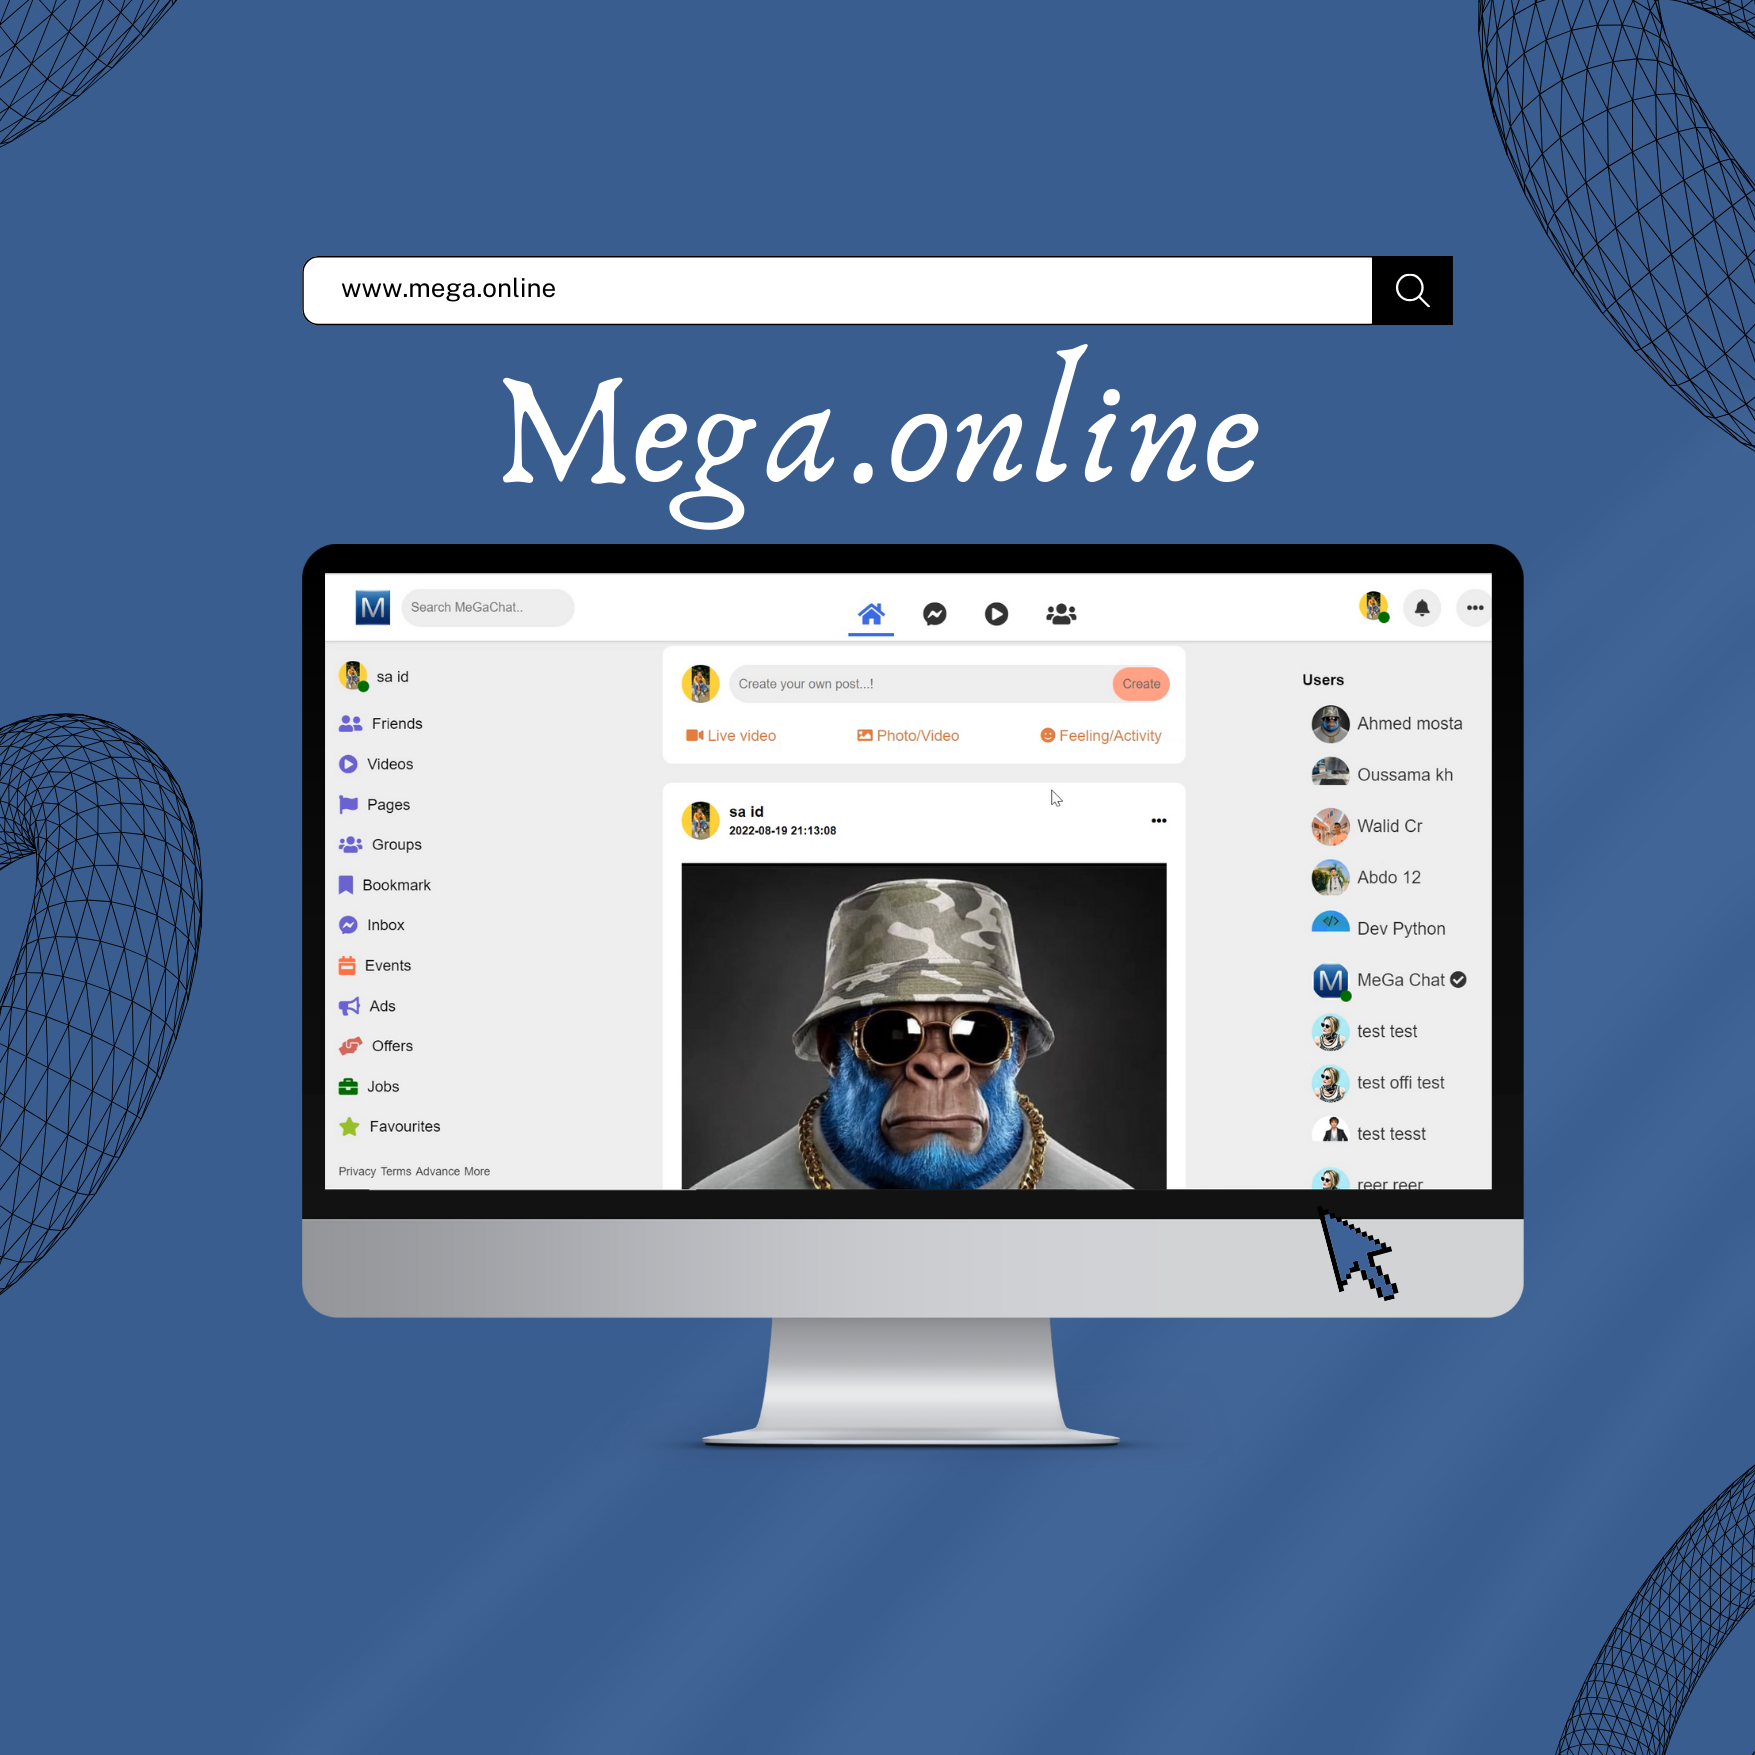 www.mega.online
Mega.online
M
Search MeGaChat..
sa id
Friends
Videos
Pages
Groups
Bookmark
Inbox
Events
Ads
Offers
Jobs
Favourites
Privacy Terms Advance More
Create your own post...!
Create
Live video
Photo/Video
Feeling/Activity
sa id
2022-08-19 21:13:08
Users
Ahmed mosta
Oussama kh
Walid Cr
Abdo 12
Dev Python
M
MeGa Chat
test test
test offi test
test tesst
reer reer